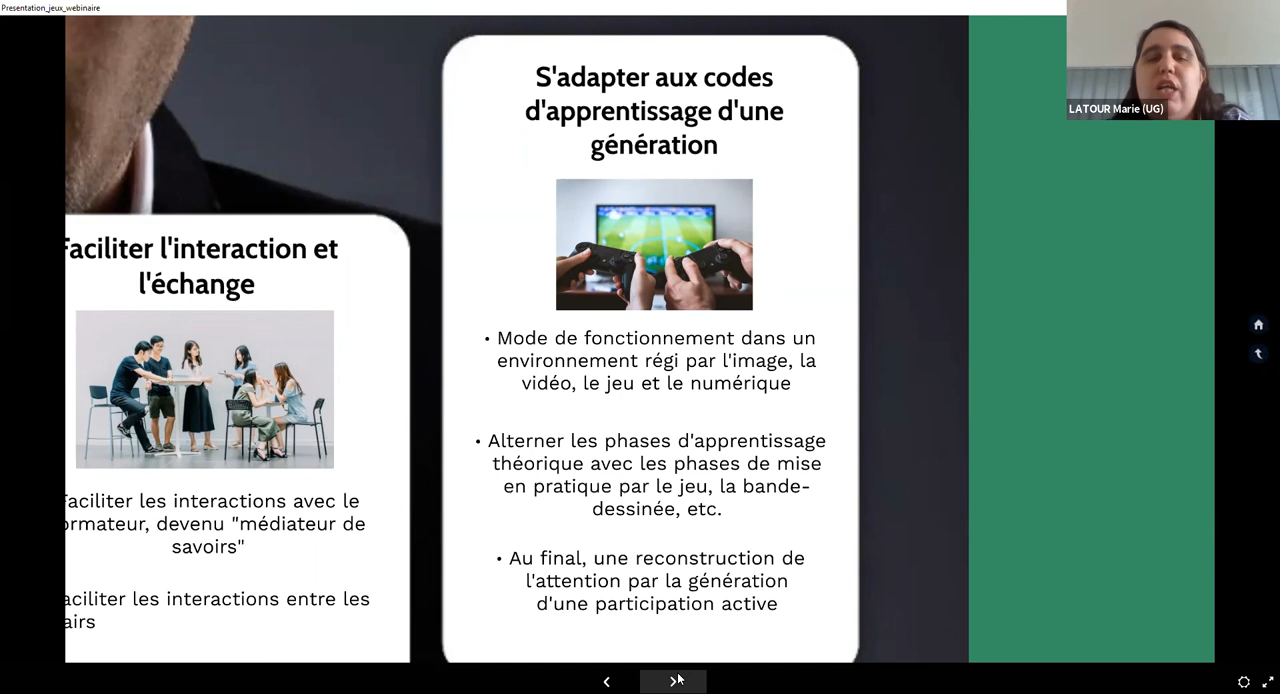 Presentation_jeux_webinaire
LATOUR Marie (UG)
S'adapter aux codes
d'apprentissage d'une
génération
• Mode de fonctionnement dans un
environnement régi par l'image, la
vidéo, le jeu et le numérique
• Alterner les phases d'apprentissage
théorique avec les phases de mise
en pratique par le jeu, la bande-
dessinée, etc.
• Au final, une reconstruction de
l'attention par la génération
d'une participation active
Faciliter l'interaction et
l'échange
Faciliter les interactions avec le
ormateur, devenu "médiateur de
savoirs"
aciliter les interactions entre les
airs